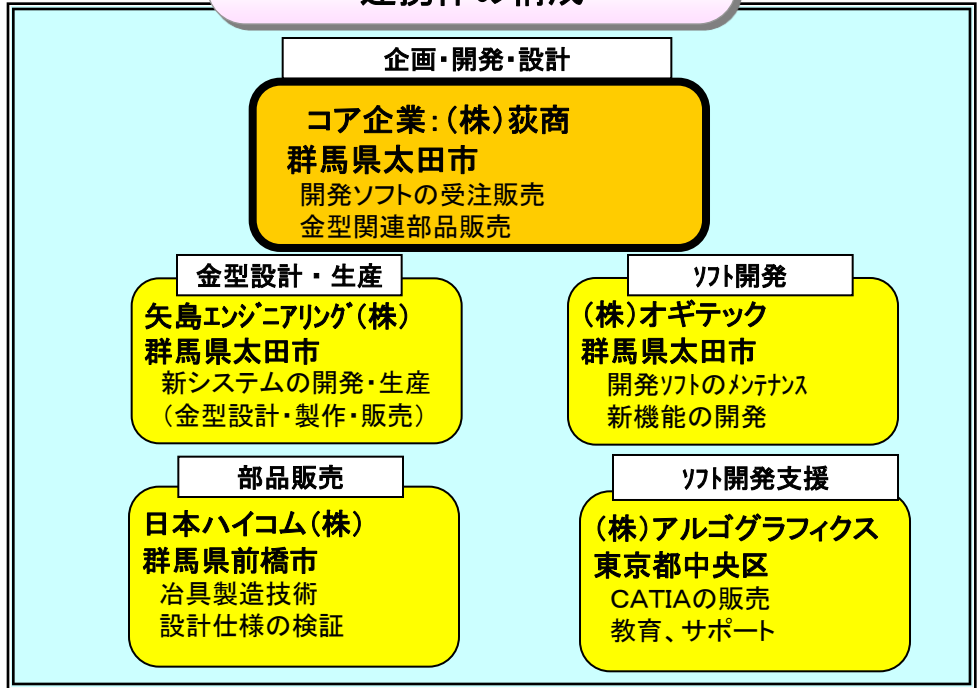 連携体の構成
企画・開発・設計
コア企業:(株)荻商
群馬県太田市
開発ソフトの受注販売
金型関連部品販売
金型設計・生産
矢島ｴﾝｼﾞﾆｱﾘﾝｸﾞ(株)
群馬県太田市
新システムの開発・生産
(金型設計・製作・販売)
ｿﾌﾄ開発
(株)オギテック
群馬県太田市
開発ソフトのﾒﾝﾃﾅﾝｽ
新機能の開発
部品販売
日本ハイコム(株)
群馬県前橋市
冶具製造技術
設計仕様の検証
ｿﾌﾄ開発支援
(株)アルゴグラフィクス
東京都中央区
CATIAの販売
教育、サポート